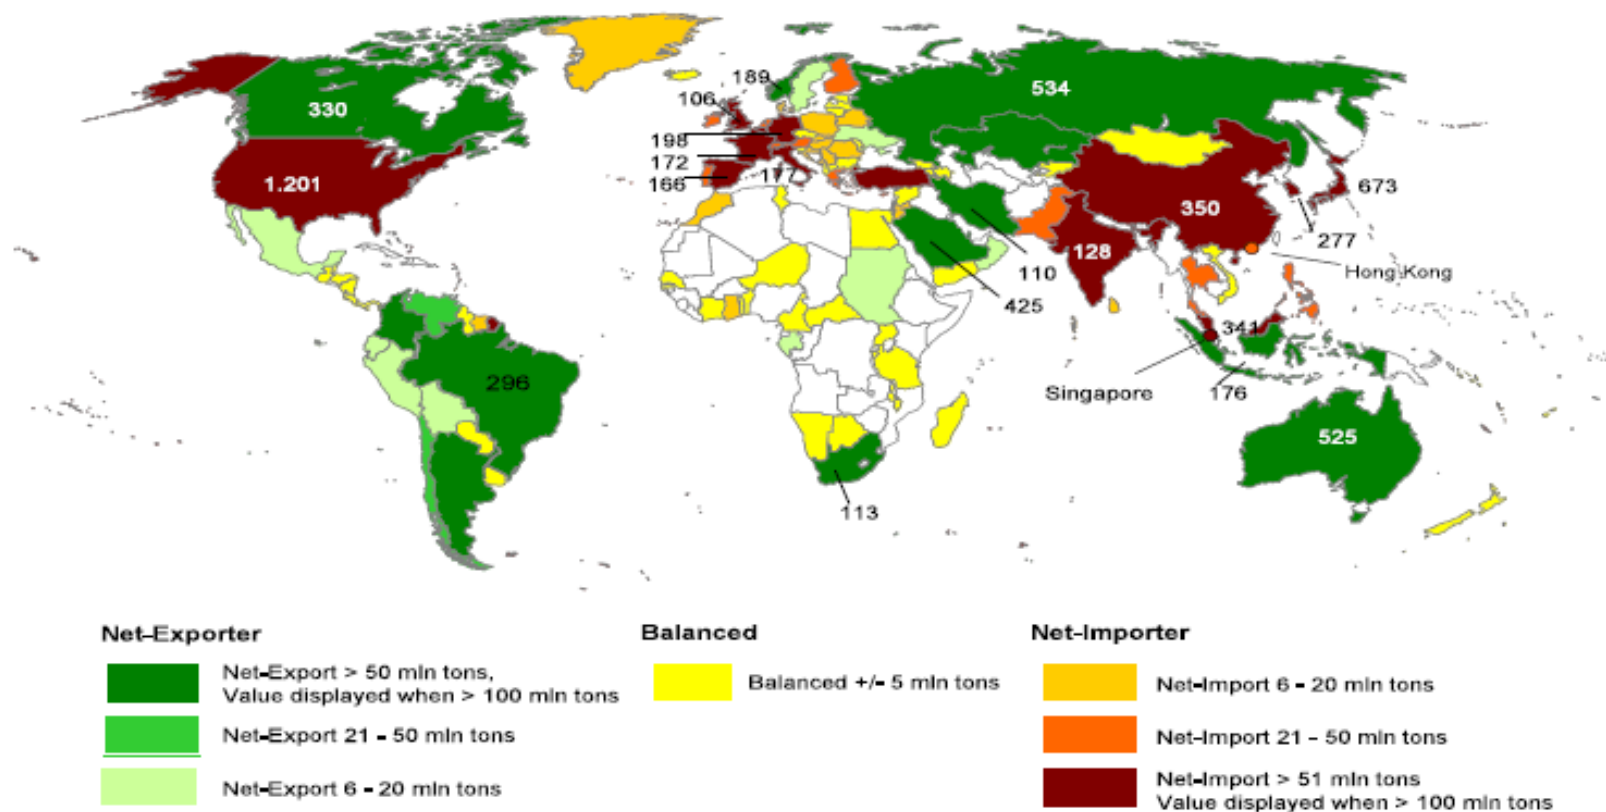 189
534
106
330
198
172
177
166
1.201
673
350
277
128
110
Hong Kong
425
341
296
Singapore
176
525
113
Net-Exporter
Net-Export > 50 mln tons,
Value displayed when > 100 mln tons
Net-Export 21 - 50 mln tons
Net-Export 6 - 20 mln tons
Balanced
Balanced +/- 5 mln tons
Net-Importer
Net-Import 6 - 20 mln tons
Net-Import 21 - 50 mln tons
Net-Import > 51 mln tons
Value displayed when > 100 mln tons